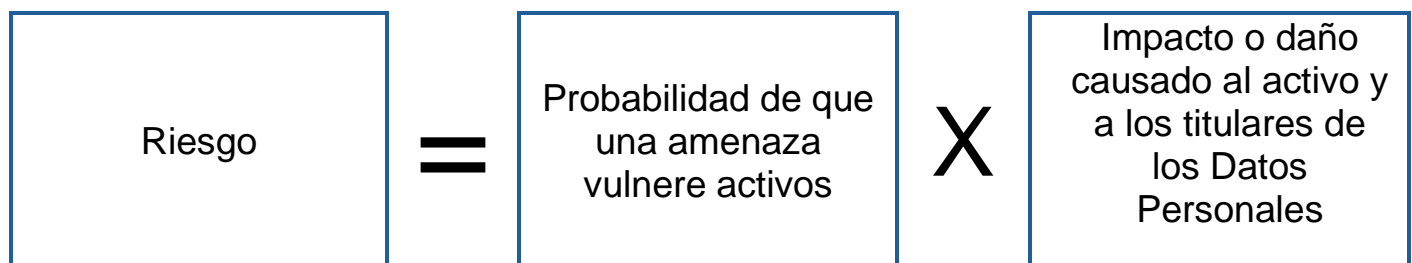 Riesgo
=
Probabilidad de que
una amenaza
vulnere activos
X
Impacto o daño
causado al activo y
a los titulares de
los Datos
Personales